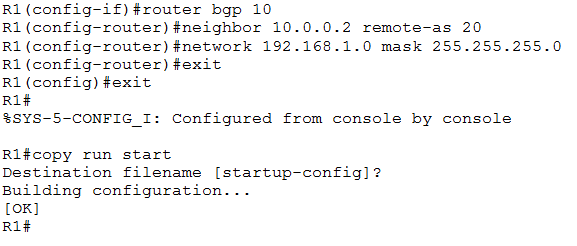 R1(config-if)#router bgp 10
R1(config-router)#neighbor 10.0.0.2 remote-as 20
R1(config-router)#network 192.168.1.0 mask 255.255.255.0
R1(config-router)#exit
R1(config)#exit
R1#
%SYS-5-CONFIG_I: Configured from console by console
R1#copy run start
Destination filename [startup-config]?
Building configuration...
[OK]
R1#